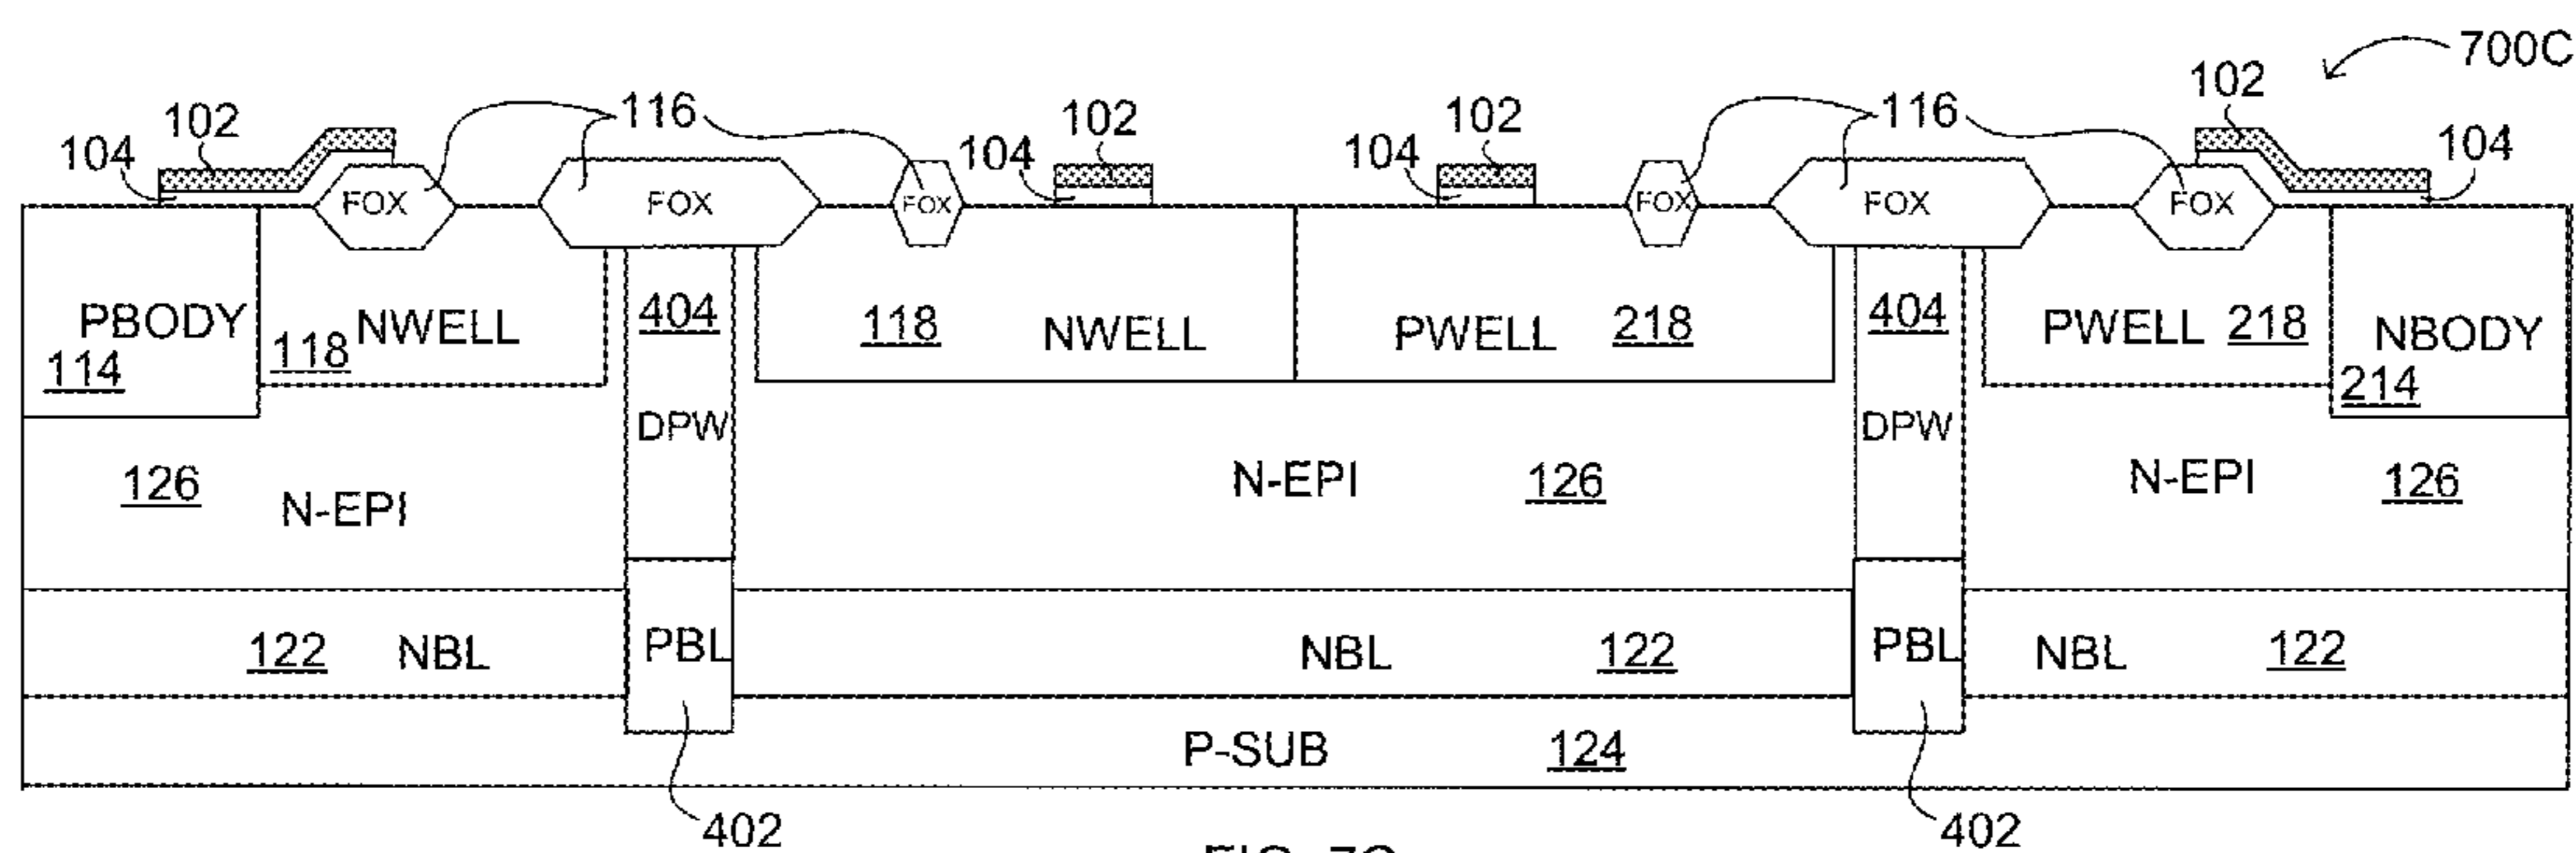 700C
102 116 102 102 116 102
104 104 104 104
FOX FOX FOX FOX FOX FOX
PBODY 114
118 NWELL
404 DPW
118 NWELL
PWELL 218
404 DPW
PWELL 218
NBODY 214
126 N-EPI
N-EPI 126
N-EPI 126
122 NBL
PBL
NBL 122
PBL
NBL 122
P-SUB 124
402 402